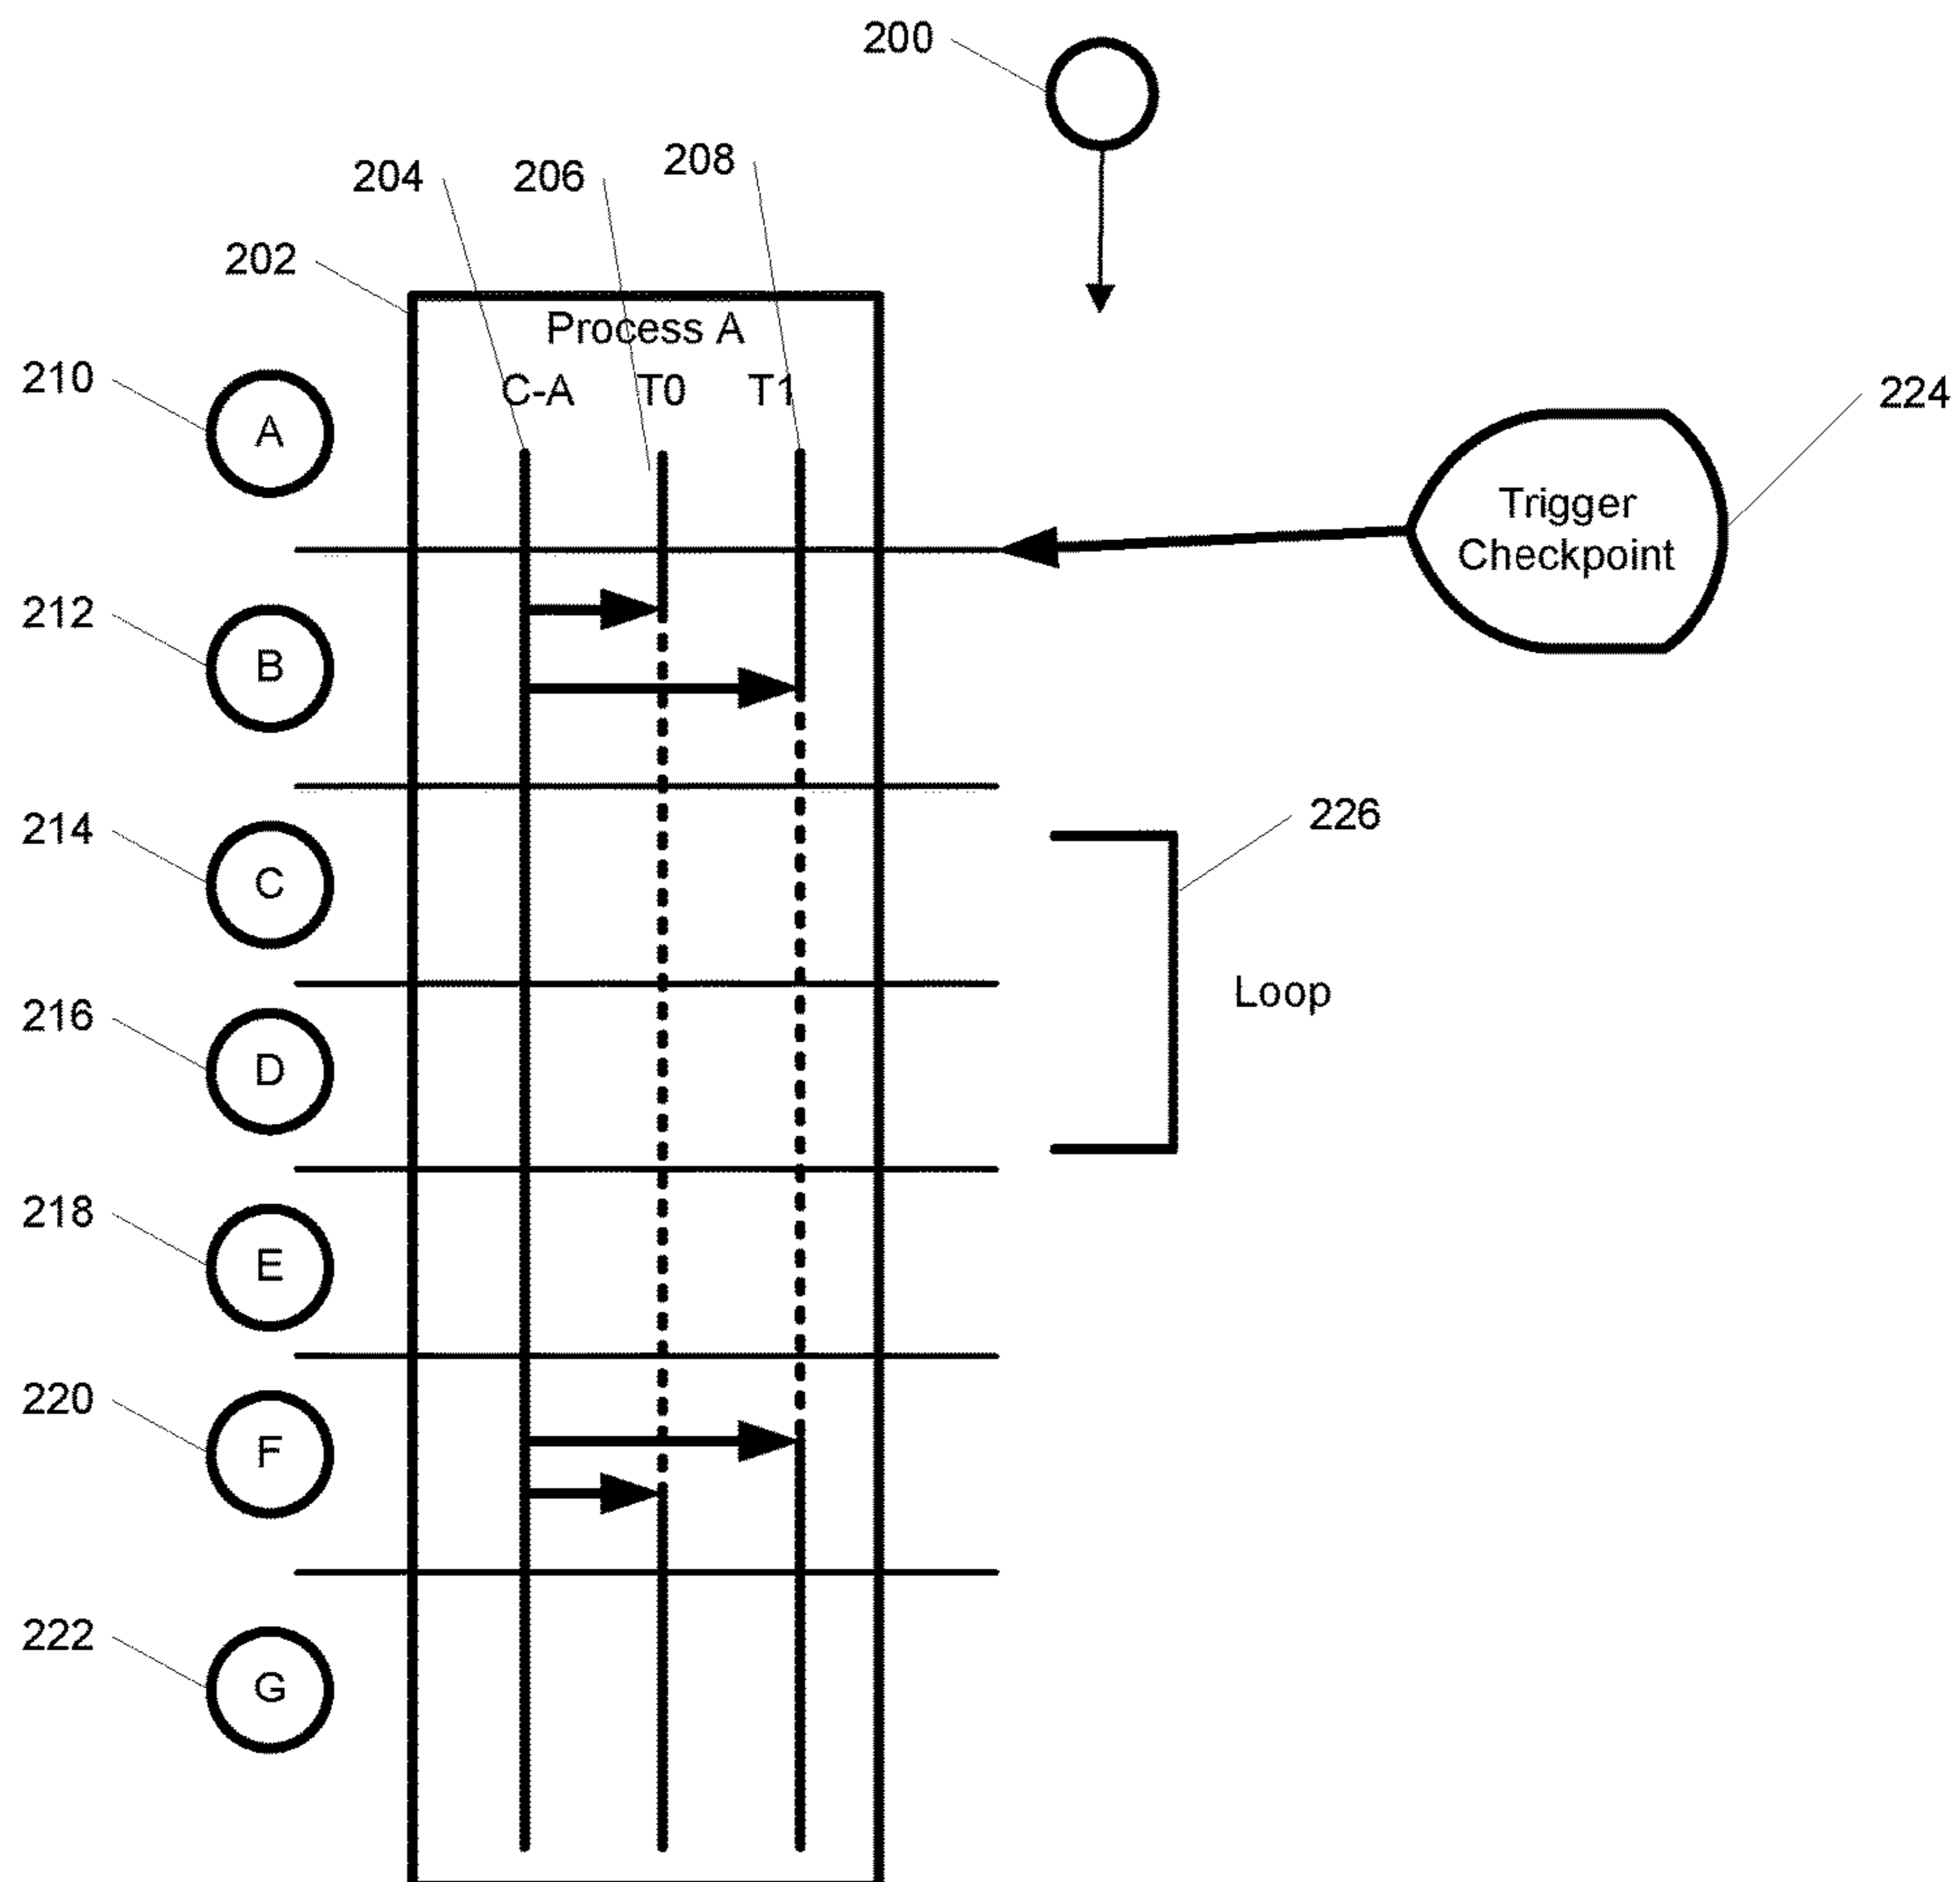 200
204 206 208
202
Process A
C-A T0 T1
210
A
224
Trigger
Checkpoint
212
B
214
C
226
Loop
216
D
218
E
220
F
222
G